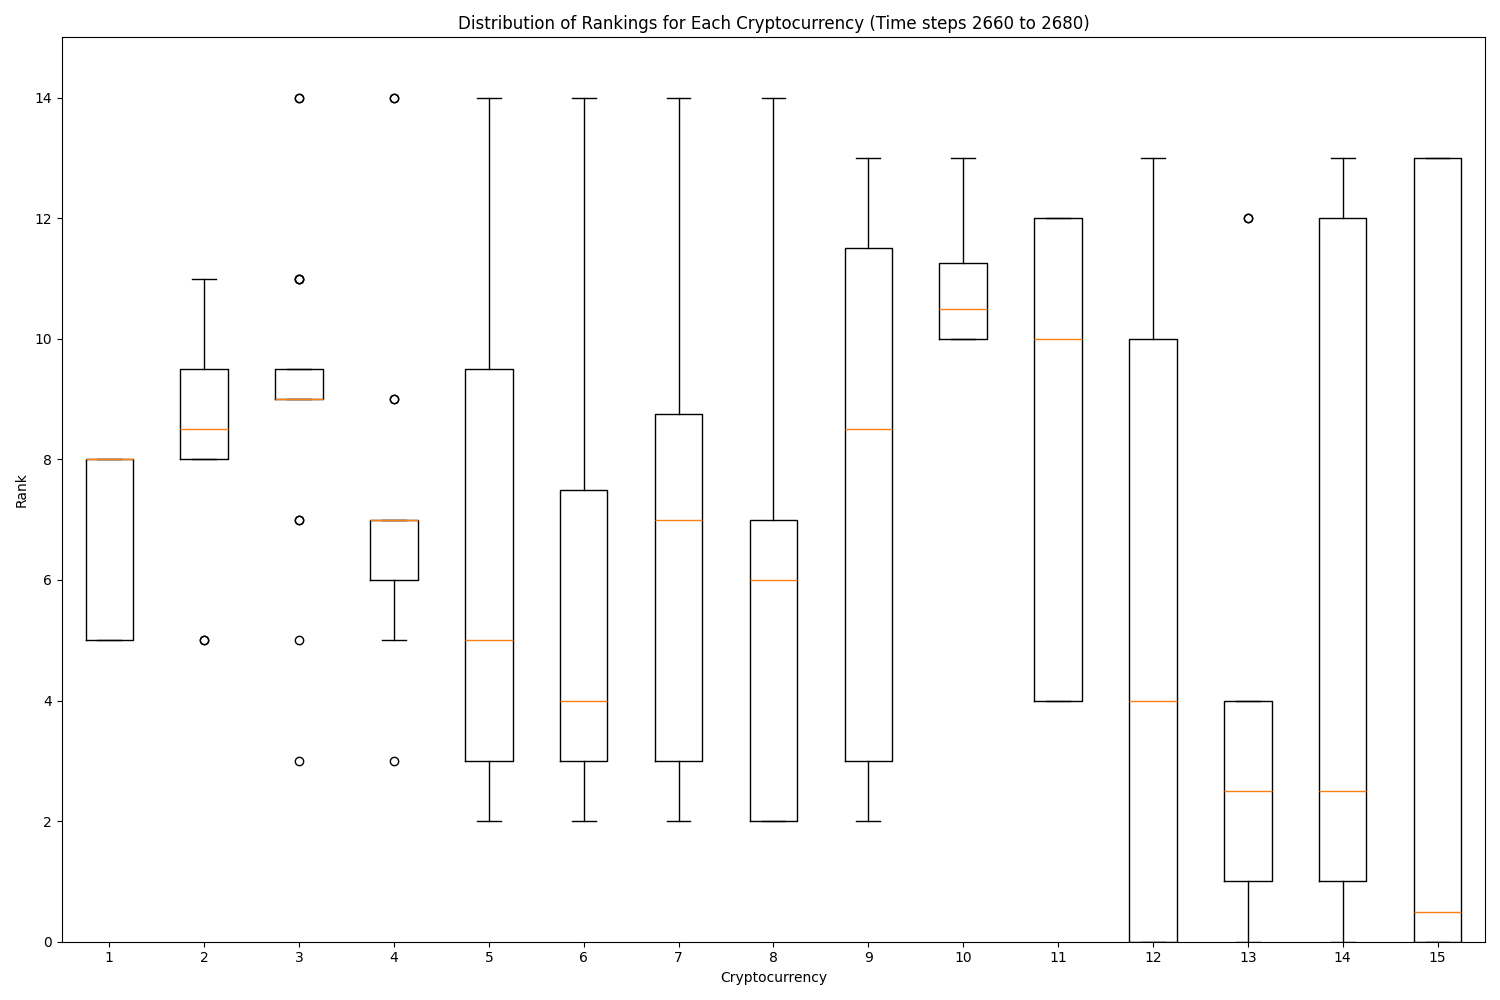 Distribution of Rankings for Each Cryptocurrency (Time steps 2660 to 2680)
Rank
14
12
10
8
6
4
2
0
1 2 3 4 5 6 7 8 9 10 11 12 13 14 15
Cryptocurrency